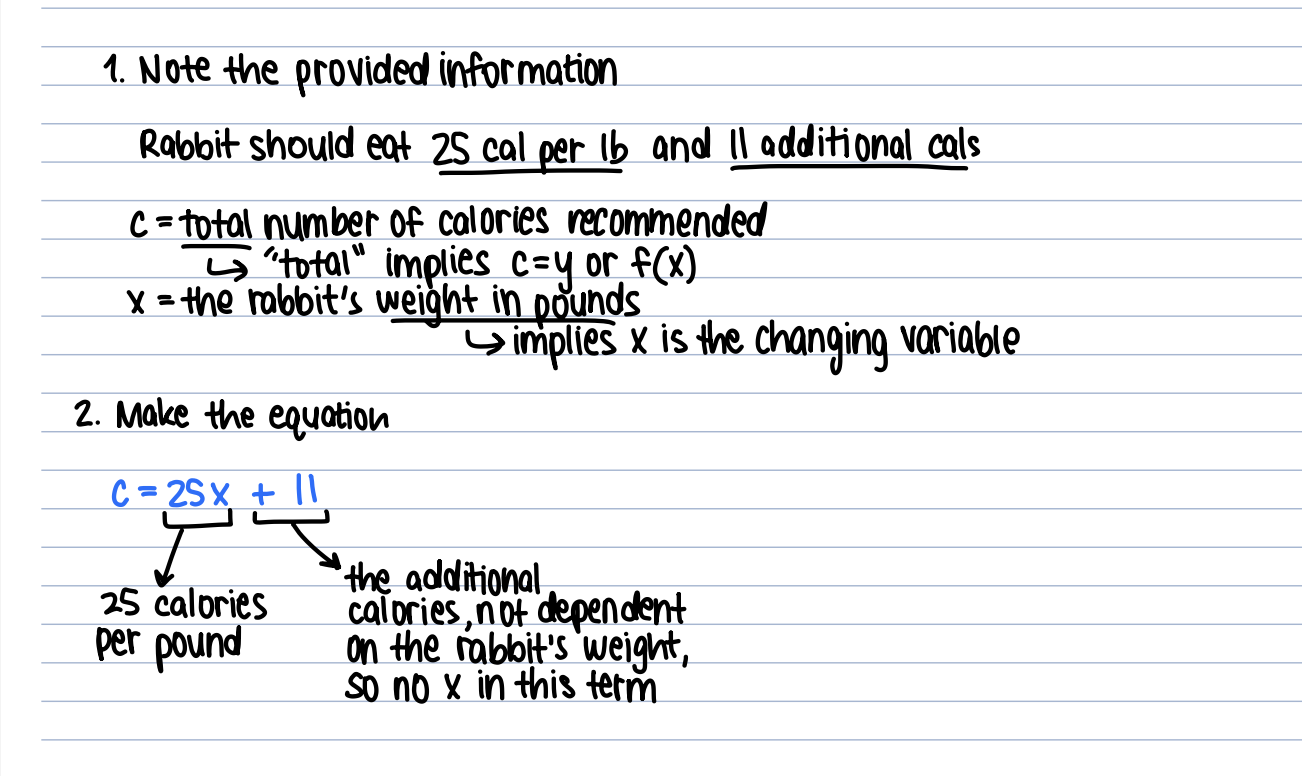 1. Note the provided information
Rabbit should eat 25 cal per lb and 11 additional cals
c = total number of calories recommended
↳ "total" implies c=y or f(x)
x = the rabbit's weight in pounds
↳ implies x is the changing variable
2. Make the equation
c = 25x + 11
25 calories
per pound
the additional
calories, not dependent
on the rabbit's weight,
so no x in this term